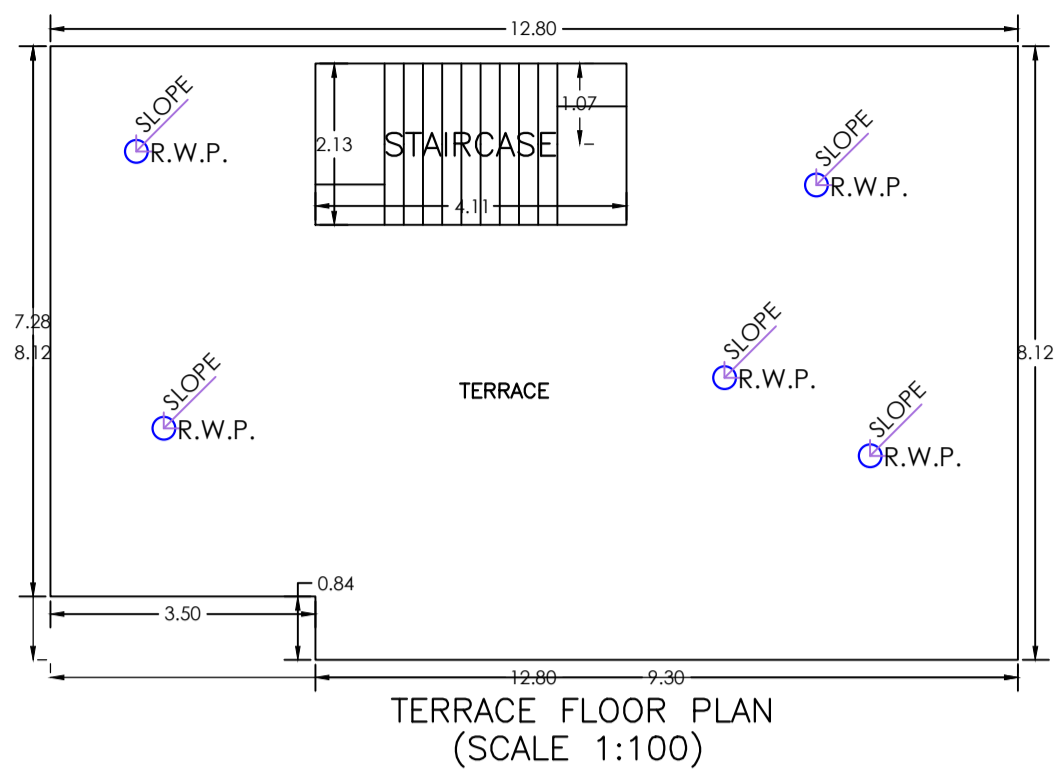 12.80
SLOPE
R.W.P.
2.13
STAIRCASE
1.07
4.11
SLOPE
R.W.P.
7.28
8.12
8.12
SLOPE
R.W.P.
TERRACE
SLOPE
R.W.P.
SLOPE
R.W.P.
0.84
3.50
12.80
9.30
TERRACE FLOOR PLAN
(SCALE 1:100)